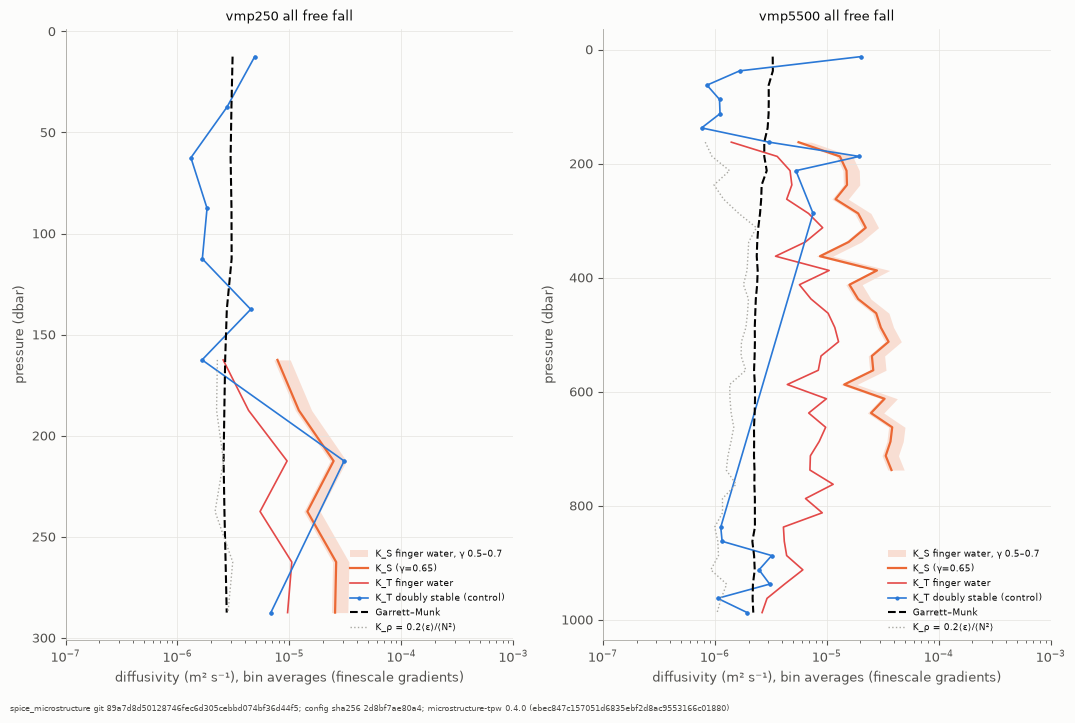 vmp250 all free fall
vmp5500 all free fall
pressure (dbar)
0
50
100
150
200
250
300
K_S finger water, γ 0.5–0.7
K_S (γ=0.65)
K_T finger water
K_T doubly stable (control)
Garrett–Munk
K_ρ = 0.2⟨ε⟩/⟨N²⟩
10⁻⁷
10⁻⁶
10⁻⁵
10⁻⁴
10⁻³
diffusivity (m² s⁻¹), bin averages (finescale gradients)
pressure (dbar)
0
200
400
600
800
1000
K_S finger water, γ 0.5–0.7
K_S (γ=0.65)
K_T finger water
K_T doubly stable (control)
Garrett–Munk
K_ρ = 0.2⟨ε⟩/⟨N²⟩
10⁻⁷
10⁻⁶
10⁻⁵
10⁻⁴
10⁻³
diffusivity (m² s⁻¹), bin averages (finescale gradients)
spice_microstructure git 89a7d8d50128746fec6d305cebbd074bf36d44f5; config sha256 2d8bf7ae80a4; microstructure-tpw 0.4.0 (ebec847c157051d6835ebf2d8ac9553166c01880)